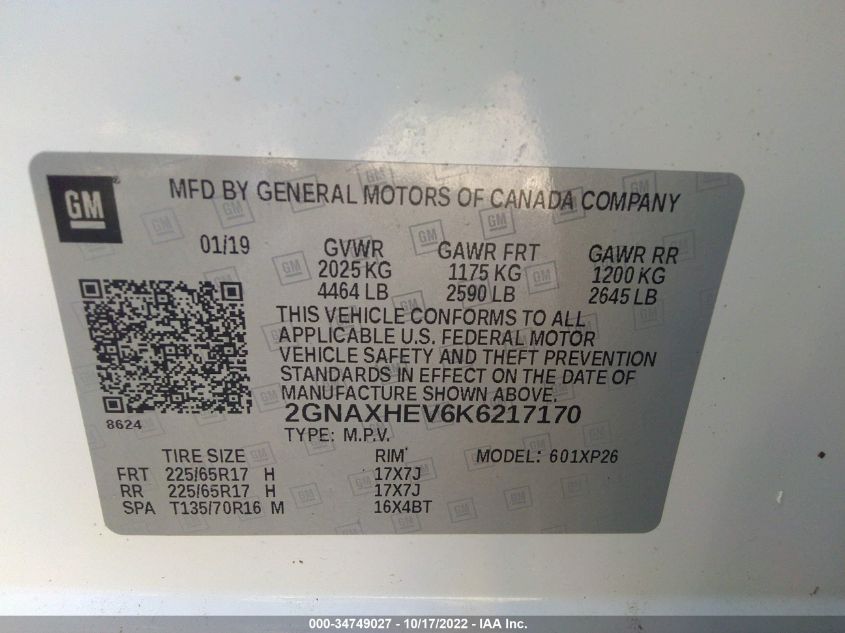 GM
MFD BY GENERAL MOTORS OF CANADA COMPANY
01/19 GVWR GAWR FRT GAWR RR
2025 KG 1175 KG 1200 KG
4464 LB 2590 LB 2645 LB
THIS VEHICLE CONFORMS TO ALL
APPLICABLE U.S. FEDERAL MOTOR
VEHICLE SAFETY AND THEFT PREVENTION
STANDARDS IN EFFECT ON THE DATE OF
MANUFACTURE SHOWN ABOVE.
8624
2GNAXHEV6K6217170
TYPE: M.P.V.
TIRE SIZE RIM MODEL: 601XP26
FRT 225/65R17 H 17X7J
RR 225/65R17 H 17X7J
SPA T135/70R16 M 16X4BT
000-34749027 - 10/17/2022 - IAA Inc.